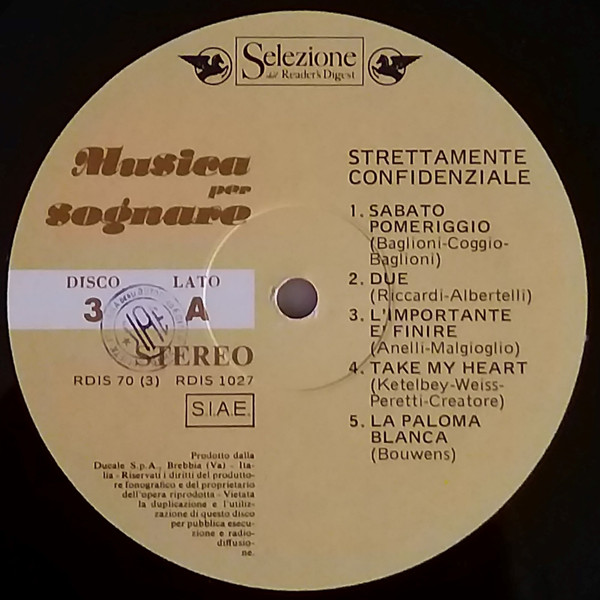 Selezione
dal Reader's Digest
Musica
per
sognare
DISCO LATO
3 A
STEREO
RDIS 70 (3) RDIS 1027
S.I.A.E.
Prodotto dalla
Ducale S.p.A., Brebbia (Va) - Ita-
lia - Riservati i diritti del produtto-
re fonografico e del proprietario
dell'opera riprodotta - Vietata
la duplicazione e l'utiliz-
zazione di questo disco
per pubblica esecu-
zione e radio-
diffusio-
ne.
STRETTAMENTE
CONFIDENZIALE
1. SABATO
POMERIGGIO
(Baglioni-Coggio-
Baglioni)
2. DUE
(Riccardi-Albertelli)
3. L'IMPORTANTE
E' FINIRE
(Anelli-Malgioglio)
4. TAKE MY HEART
(Ketelbey-Weiss-
Peretti-Creatore)
5. LA PALOMA
BLANCA
(Bouwens)